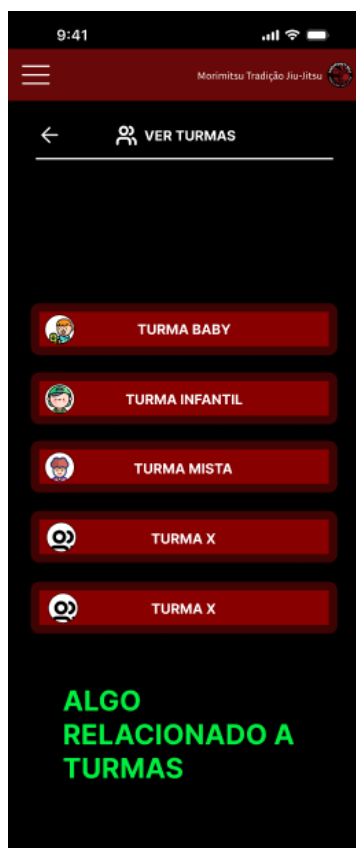 9:41
Morimitsu Tradição Jiu-Jitsu
VER TURMAS
TURMA BABY
TURMA INFANTIL
TURMA MISTA
TURMA X
TURMA X
ALGO
RELACIONADO A
TURMAS